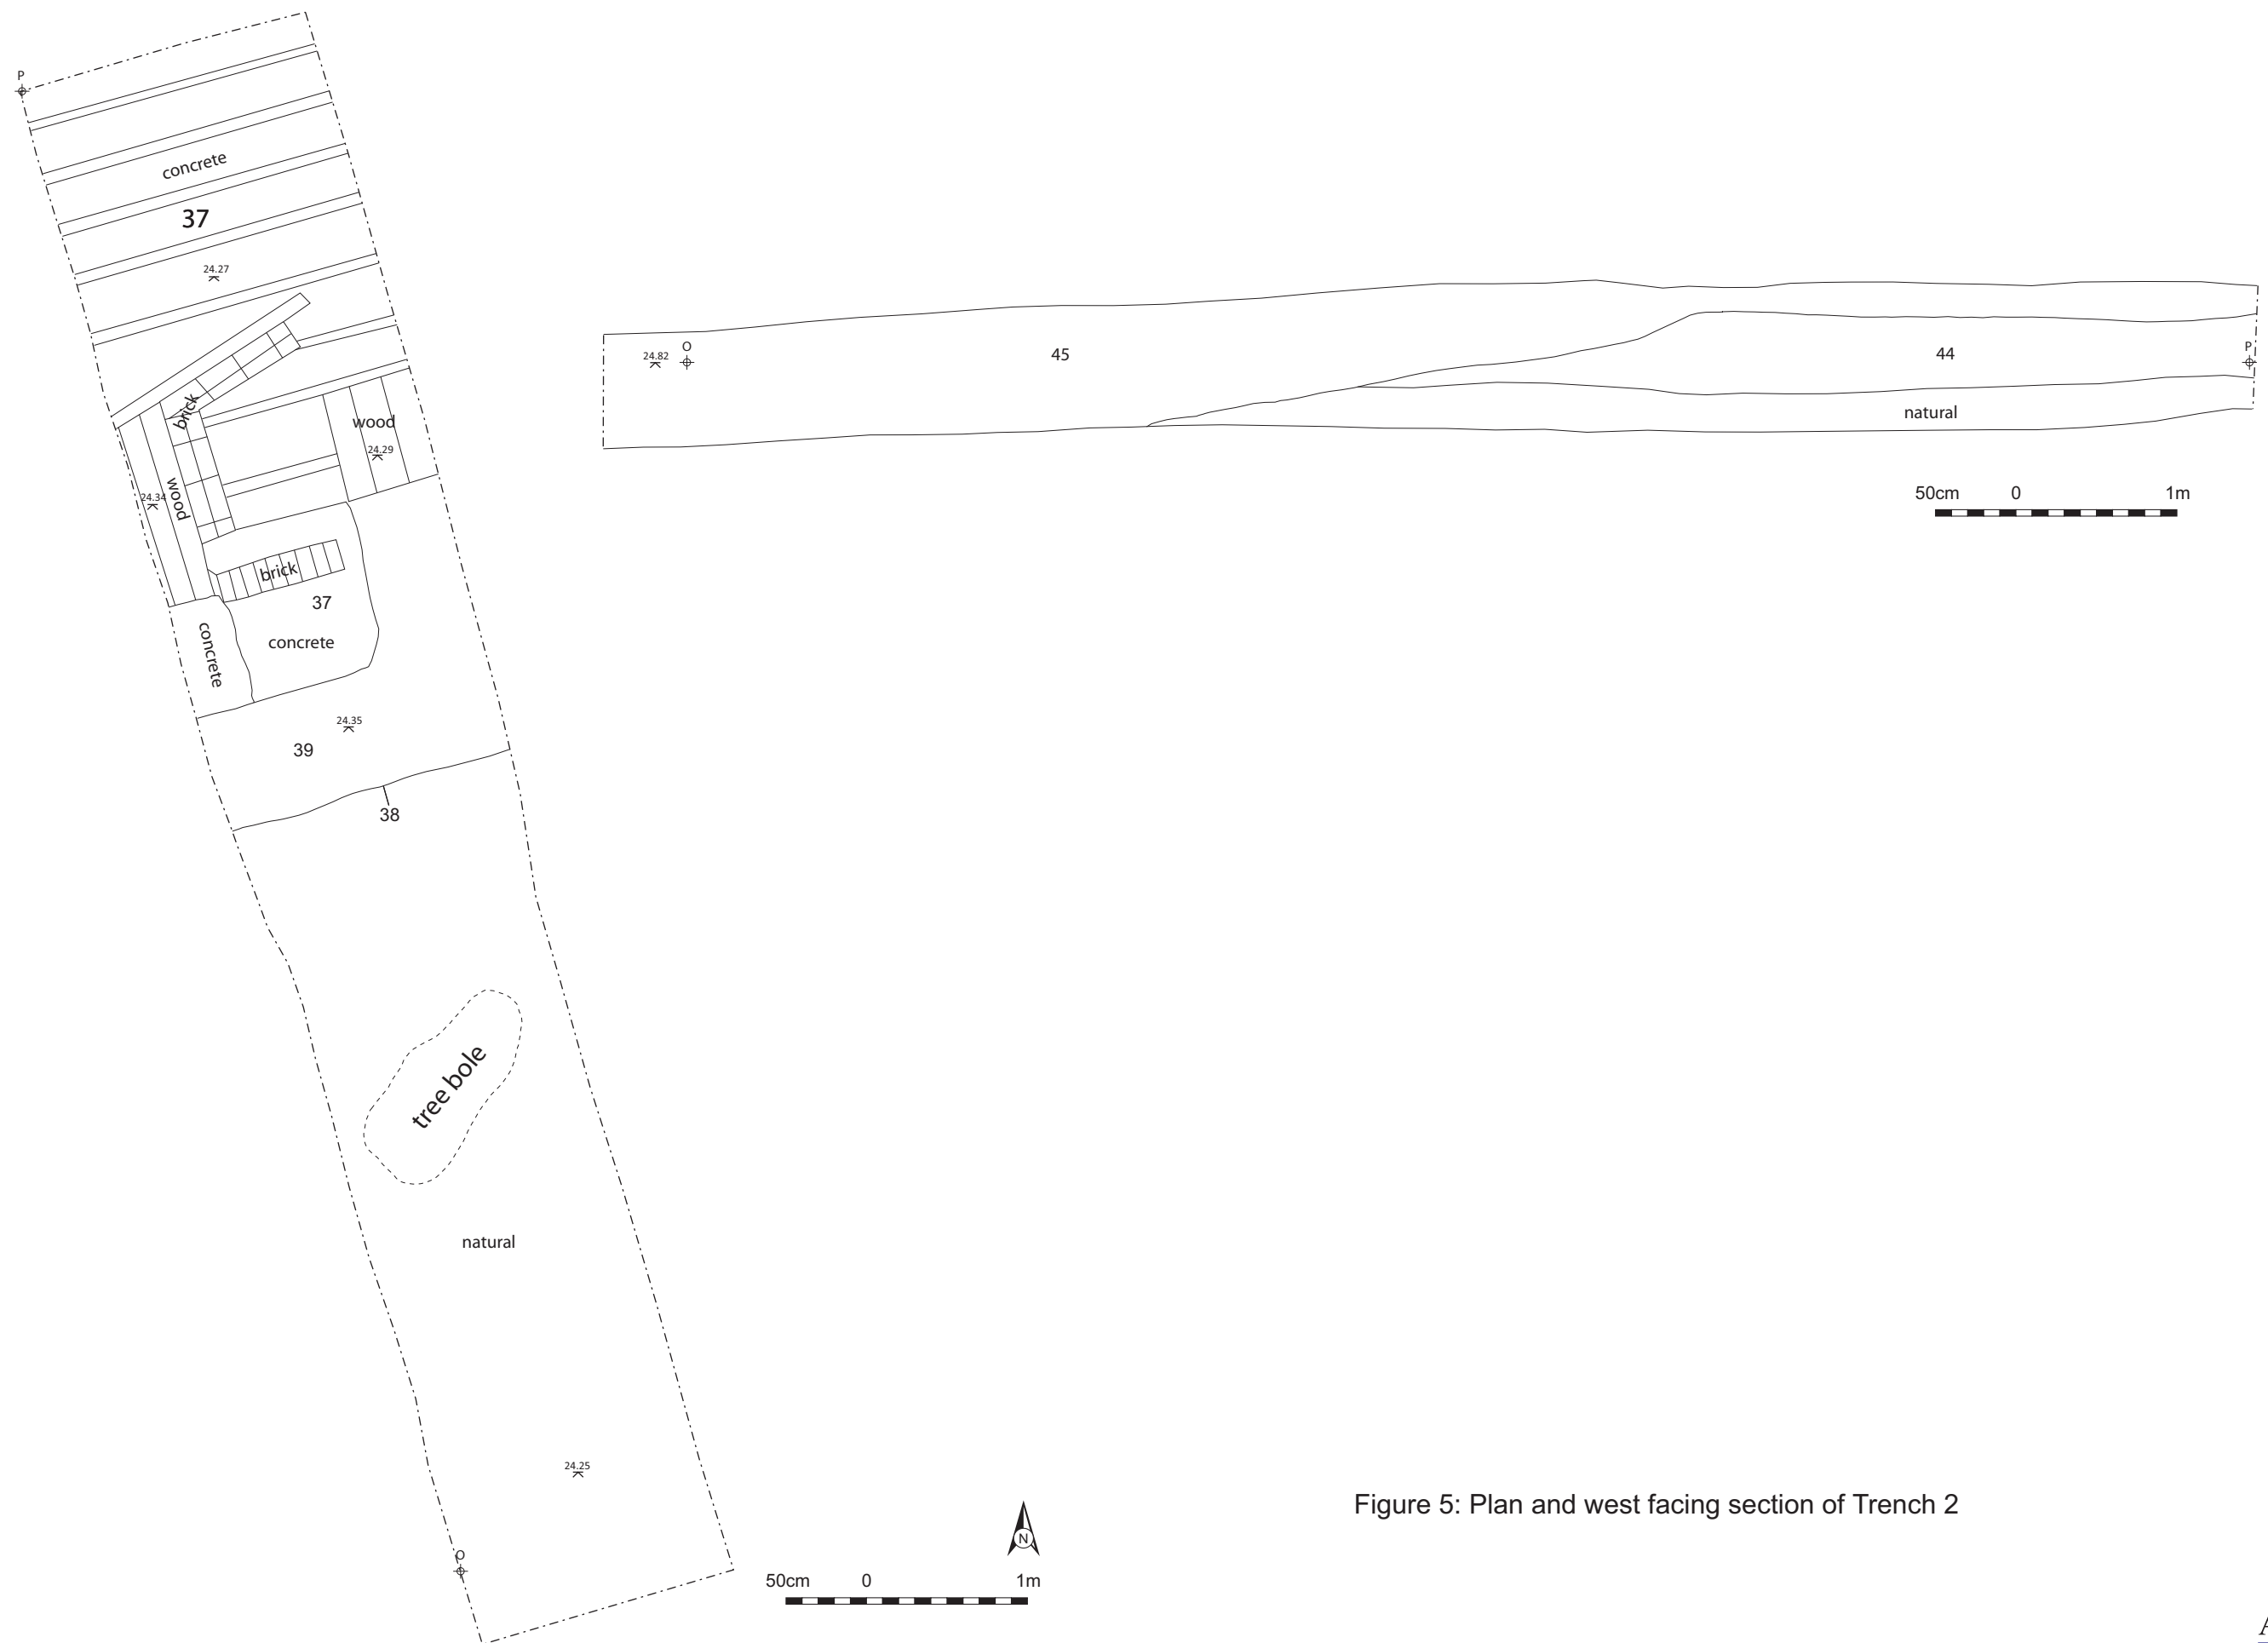 P
concrete
37
24.27
brick
wood
24.29
24.34
wood
brick
37
concrete
concrete
24.35
39
38
tree bole
natural
24.25
O
24.82
O
45
44
P
natural
50cm 0 1m
N
50cm 0 1m
Figure 5: Plan and west facing section of Trench 2